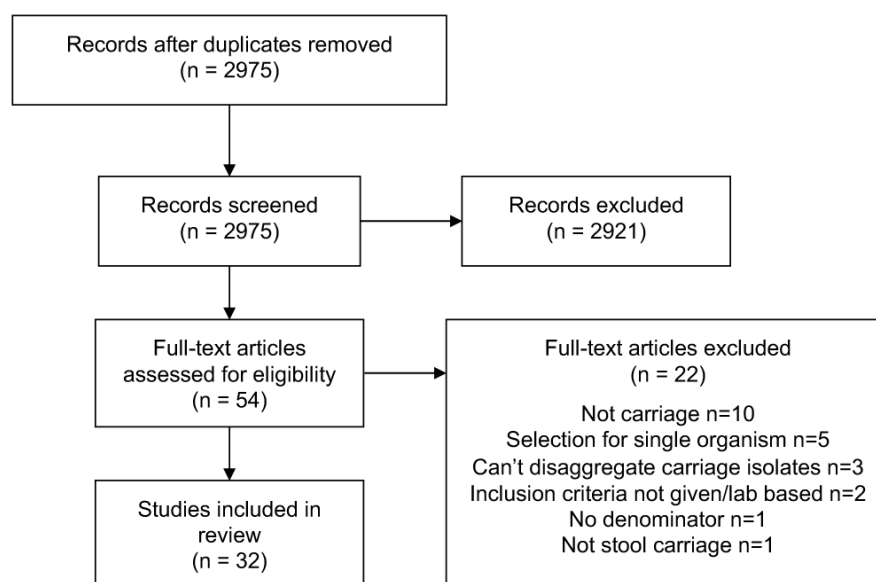 Records after duplicates removed
(n = 2975)
Records screened
(n = 2975)
Records excluded
(n = 2921)
Full-text articles
assessed for eligibility
(n = 54)
Full-text articles excluded
(n = 22)
Not carriage n=10
Selection for single organism n=5
Can’t disaggregate carriage isolates n=3
Inclusion criteria not given/lab based n=2
No denominator n=1
Not stool carriage n=1
Studies included in
review
(n = 32)